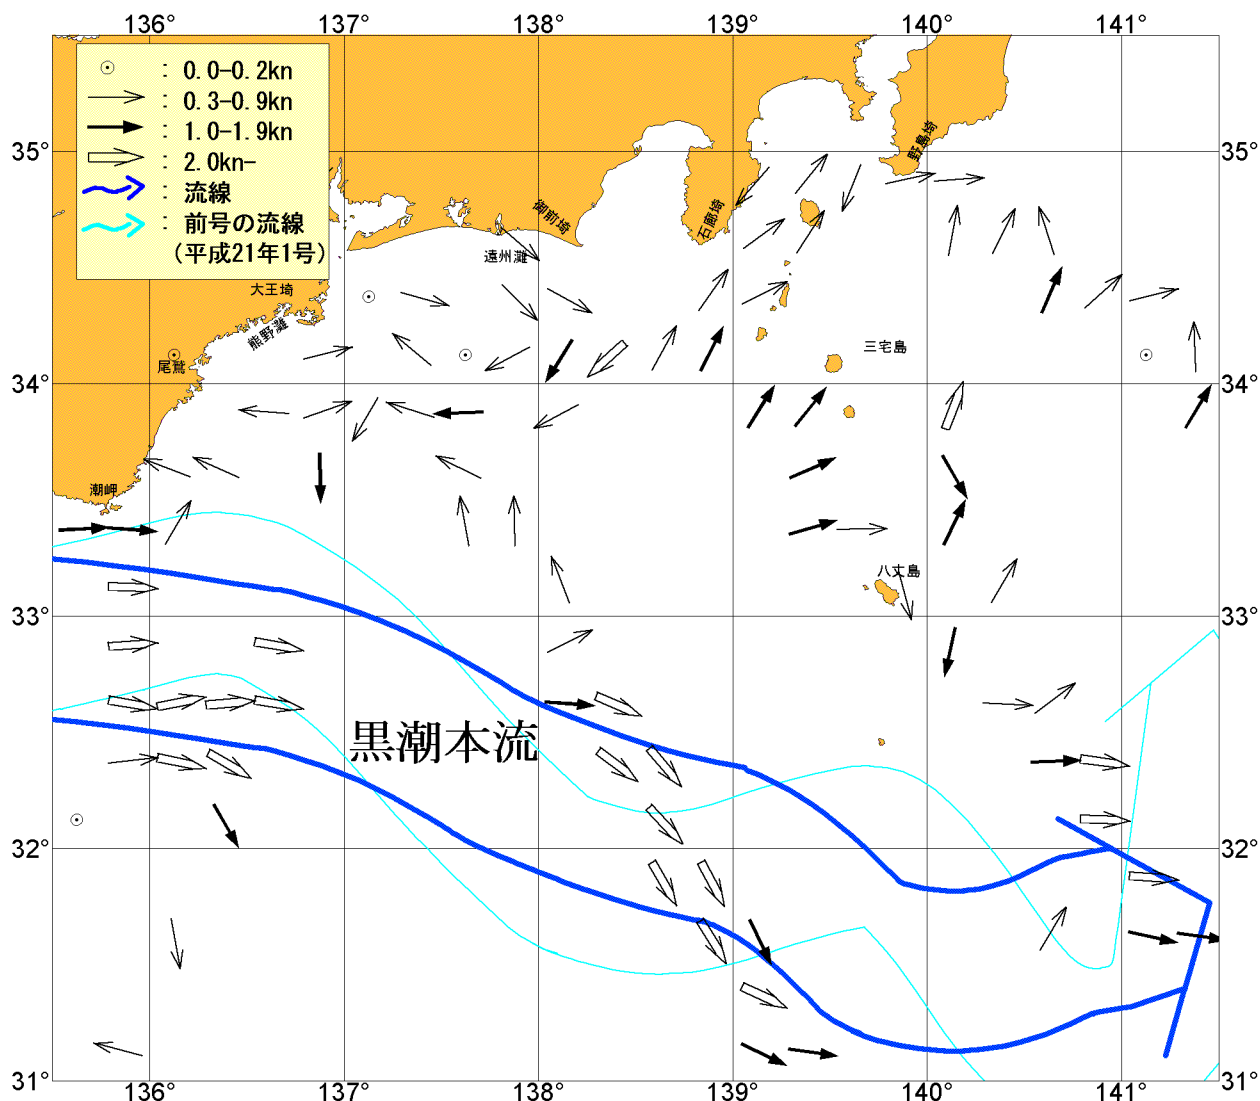 136° 137° 138° 139° 140° 141°
: 0.0-0.2kn
: 0.3-0.9kn
: 1.0-1.9kn
: 2.0kn-
: 流線
: 前号の流線
(平成21年1号)
35° 35°
野島埼
御前埼
石廊埼
遠州灘
大王埼
熊野灘
三宅島
尾鷲
34° 34°
潮岬
八丈島
33° 33°
黒潮本流
32° 32°
31° 31°
136° 137° 138° 139° 140° 141°